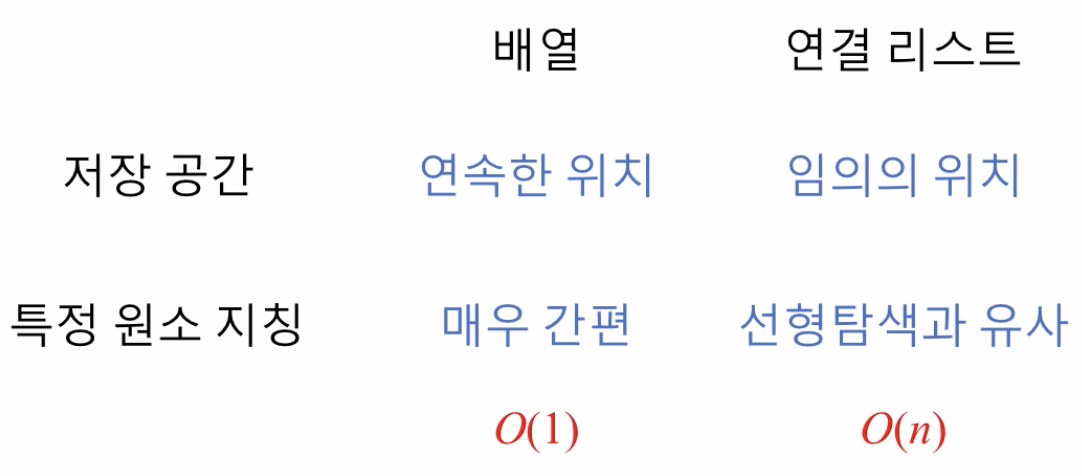 배열 연결 리스트
저장 공간 연속한 위치 임의의 위치
특정 원소 지칭 매우 간편 선형탐색과 유사
O(1) O(n)